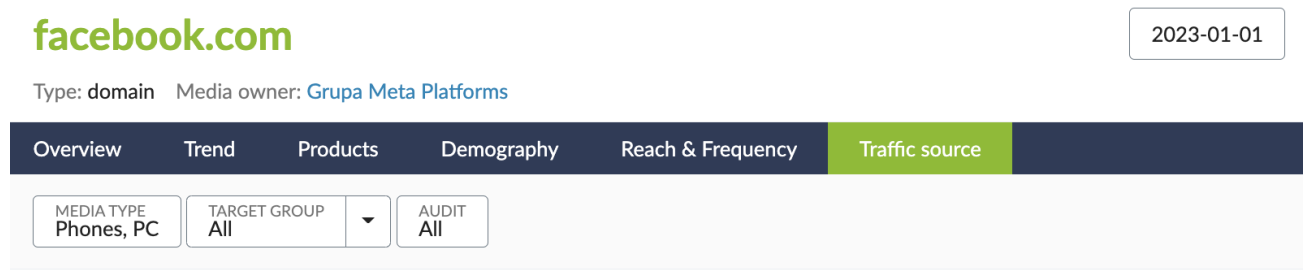 facebook.com
2023-01-01
Type: domain Media owner: Grupa Meta Platforms
Overview Trend Products Demography Reach & Frequency Traffic source
MEDIA TYPE TARGET GROUP AUDIT
Phones, PC All All